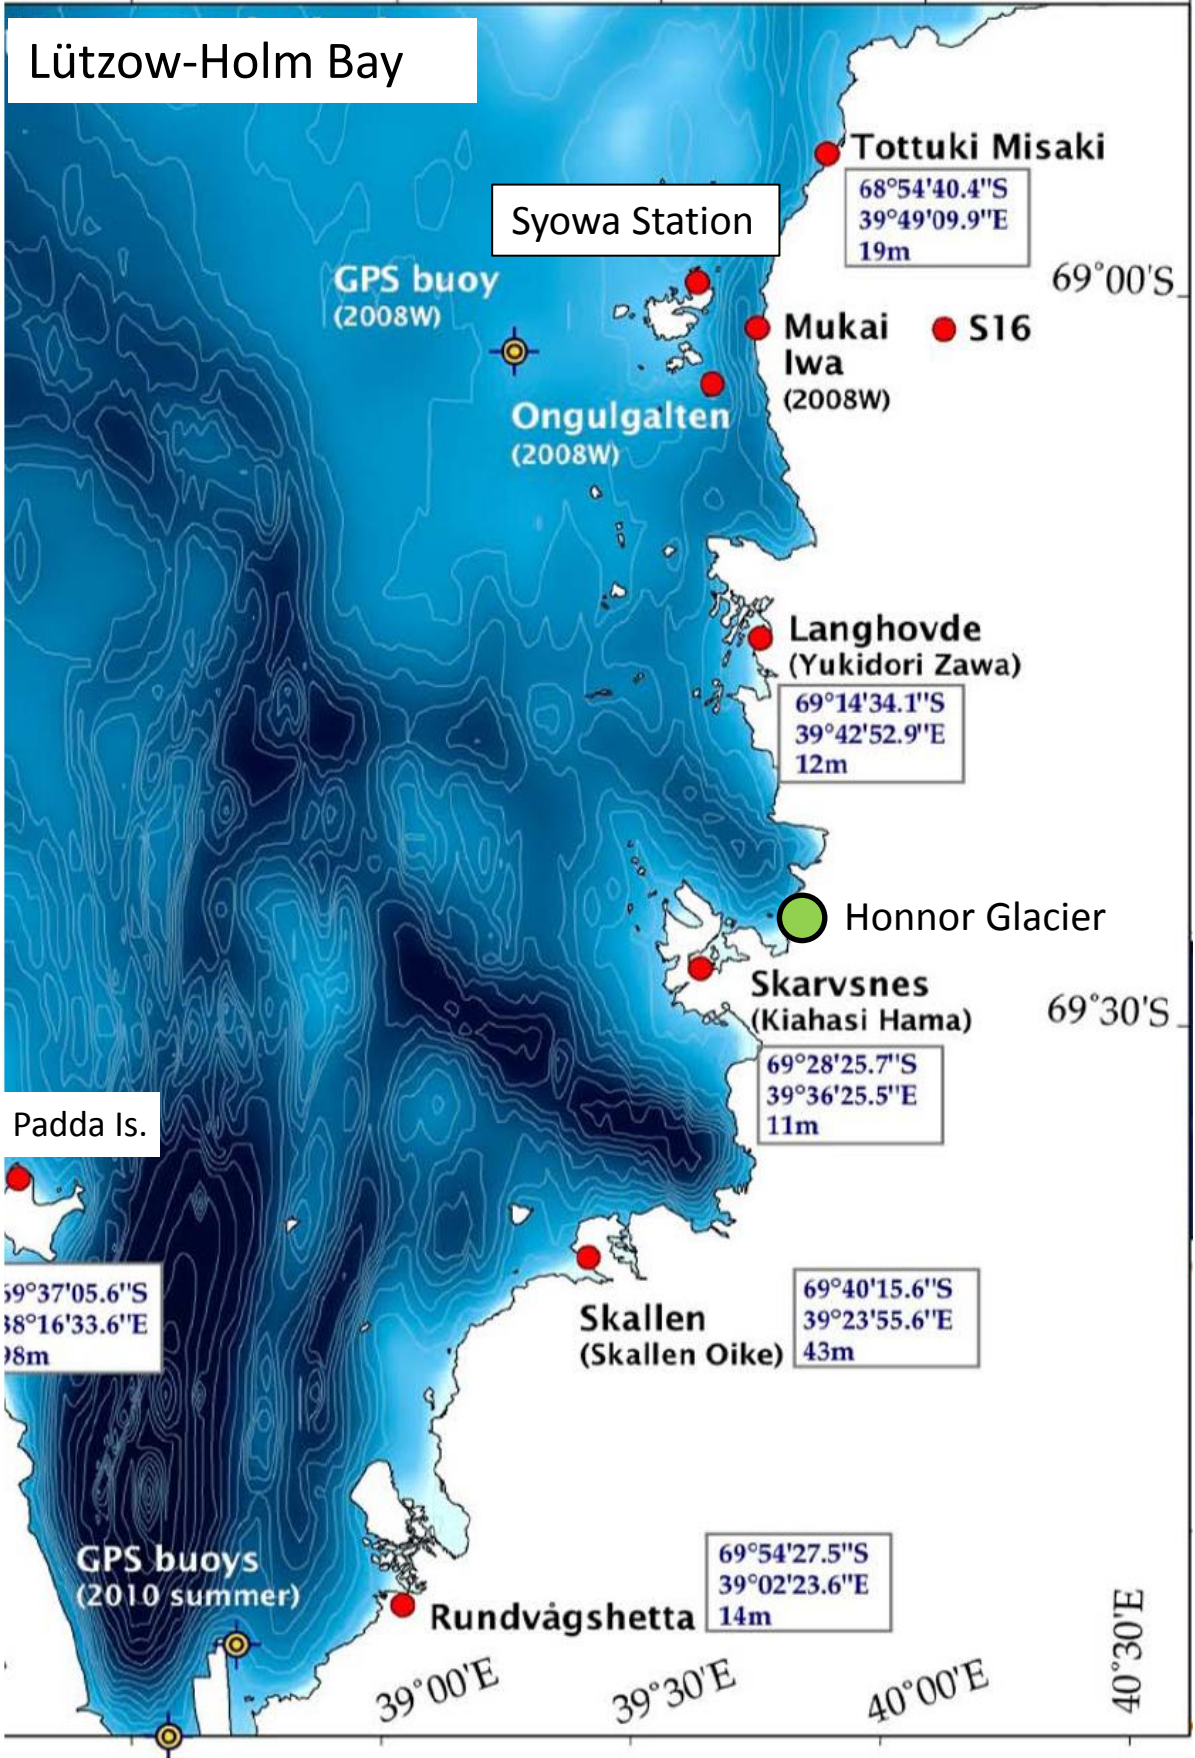 Lützow-Holm Bay
Tottuki Misaki
68°54'40.4"S
39°49'09.9"E
19m
Syowa Station
69°00'S
GPS buoy
(2008W)
Mukai
Iwa
(2008W)
S16
Ongulgalten
(2008W)
Langhovde
(Yukidori Zawa)
69°14'34.1"S
39°42'52.9"E
12m
Honnor Glacier
Skarvsnes
(Kiahasi Hama)
69°30'S
69°28'25.7"S
39°36'25.5"E
11m
Padda Is.
69°37'05.6"S
38°16'33.6"E
98m
Skallen
(Skallen Oike)
69°40'15.6"S
39°23'55.6"E
43m
GPS buoys
(2010 summer)
Rundvågshetta
69°54'27.5"S
39°02'23.6"E
14m
39°00'E
39°30'E
40°00'E
40°30'E